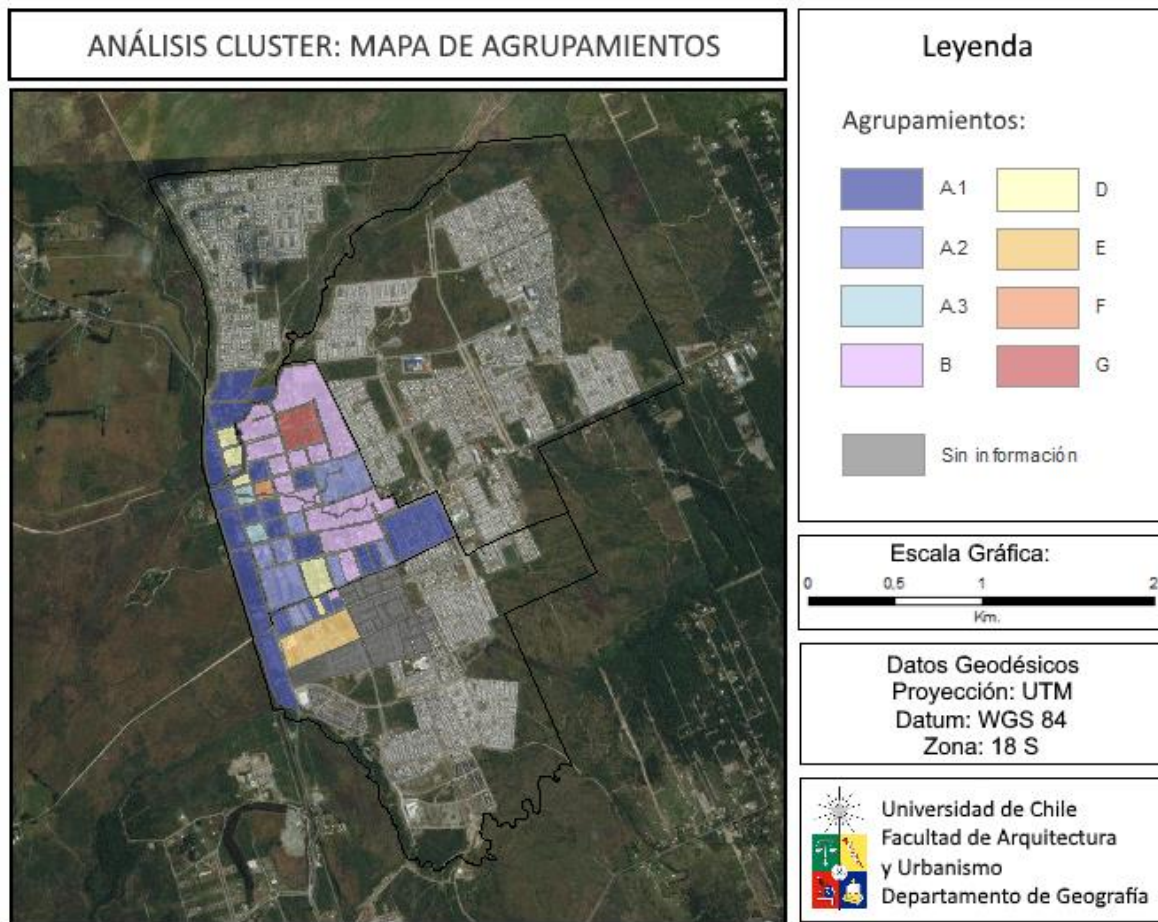 ANÁLISIS CLUSTER: MAPA DE AGRUPAMIENTOS
Leyenda
Agrupamientos:
A.1
D
A.2
E
A.3
F
B
G
Sin información
Escala Gráfica:
0 0,5 1 2
Km.
Datos Geodésicos
Proyección: UTM
Datum: WGS 84
Zona: 18 S
Universidad de Chile
Facultad de Arquitectura
y Urbanismo
Departamento de Geografía